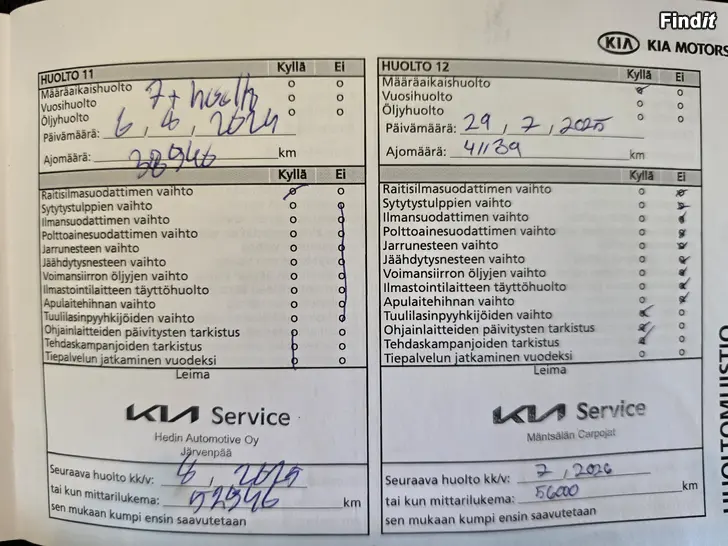 Findit
KIA KIA MOTORS
HUOLTO 11 Kyllä Ei
Määräaikaishuolto
Vuosihuolto 7+ huolto
Öljyhuolto
Päivämäärä: 6, 6, 2024
Ajomäärä: 38946 km
Kyllä Ei
Raitisilmasuodattimen vaihto
Sytytystulppien vaihto
Ilmansuodattimen vaihto
Polttoainesuodattimen vaihto
Jarrunesteen vaihto
Jäähdytysnesteen vaihto
Voimansiirron öljyjen vaihto
Ilmastointilaitteen täyttöhuolto
Apulaitehihnan vaihto
Tuulilasinpyyhkijöiden vaihto
Ohjainlaitteiden päivitysten tarkistus
Tehdaskampanjoiden tarkistus
Tiepalvelun jatkaminen vuodeksi
Leima
KIA Service
Hedin Automotive Oy
Järvenpää
Seuraava huolto kk/v: 6, 2025
tai kun mittarilukema: 52946 km
sen mukaan kumpi ensin saavutetaan
HUOLTO 12 Kyllä Ei
Määräaikaishuolto
Vuosihuolto
Öljyhuolto
Päivämäärä: 29, 7, 2025
Ajomäärä: 41139 km
Kyllä Ei
Raitisilmasuodattimen vaihto
Sytytystulppien vaihto
Ilmansuodattimen vaihto
Polttoainesuodattimen vaihto
Jarrunesteen vaihto
Jäähdytysnesteen vaihto
Voimansiirron öljyjen vaihto
Ilmastointilaitteen täyttöhuolto
Apulaitehihnan vaihto
Tuulilasinpyyhkijöiden vaihto
Ohjainlaitteiden päivitysten tarkistus
Tehdaskampanjoiden tarkistus
Tiepalvelun jatkaminen vuodeksi
Leima
KIA Service
Mäntsälän Carpojat
Seuraava huolto kk/v: 7, 2026
tai kun mittarilukema: 56000 km
sen mukaan kumpi ensin saavutetaan